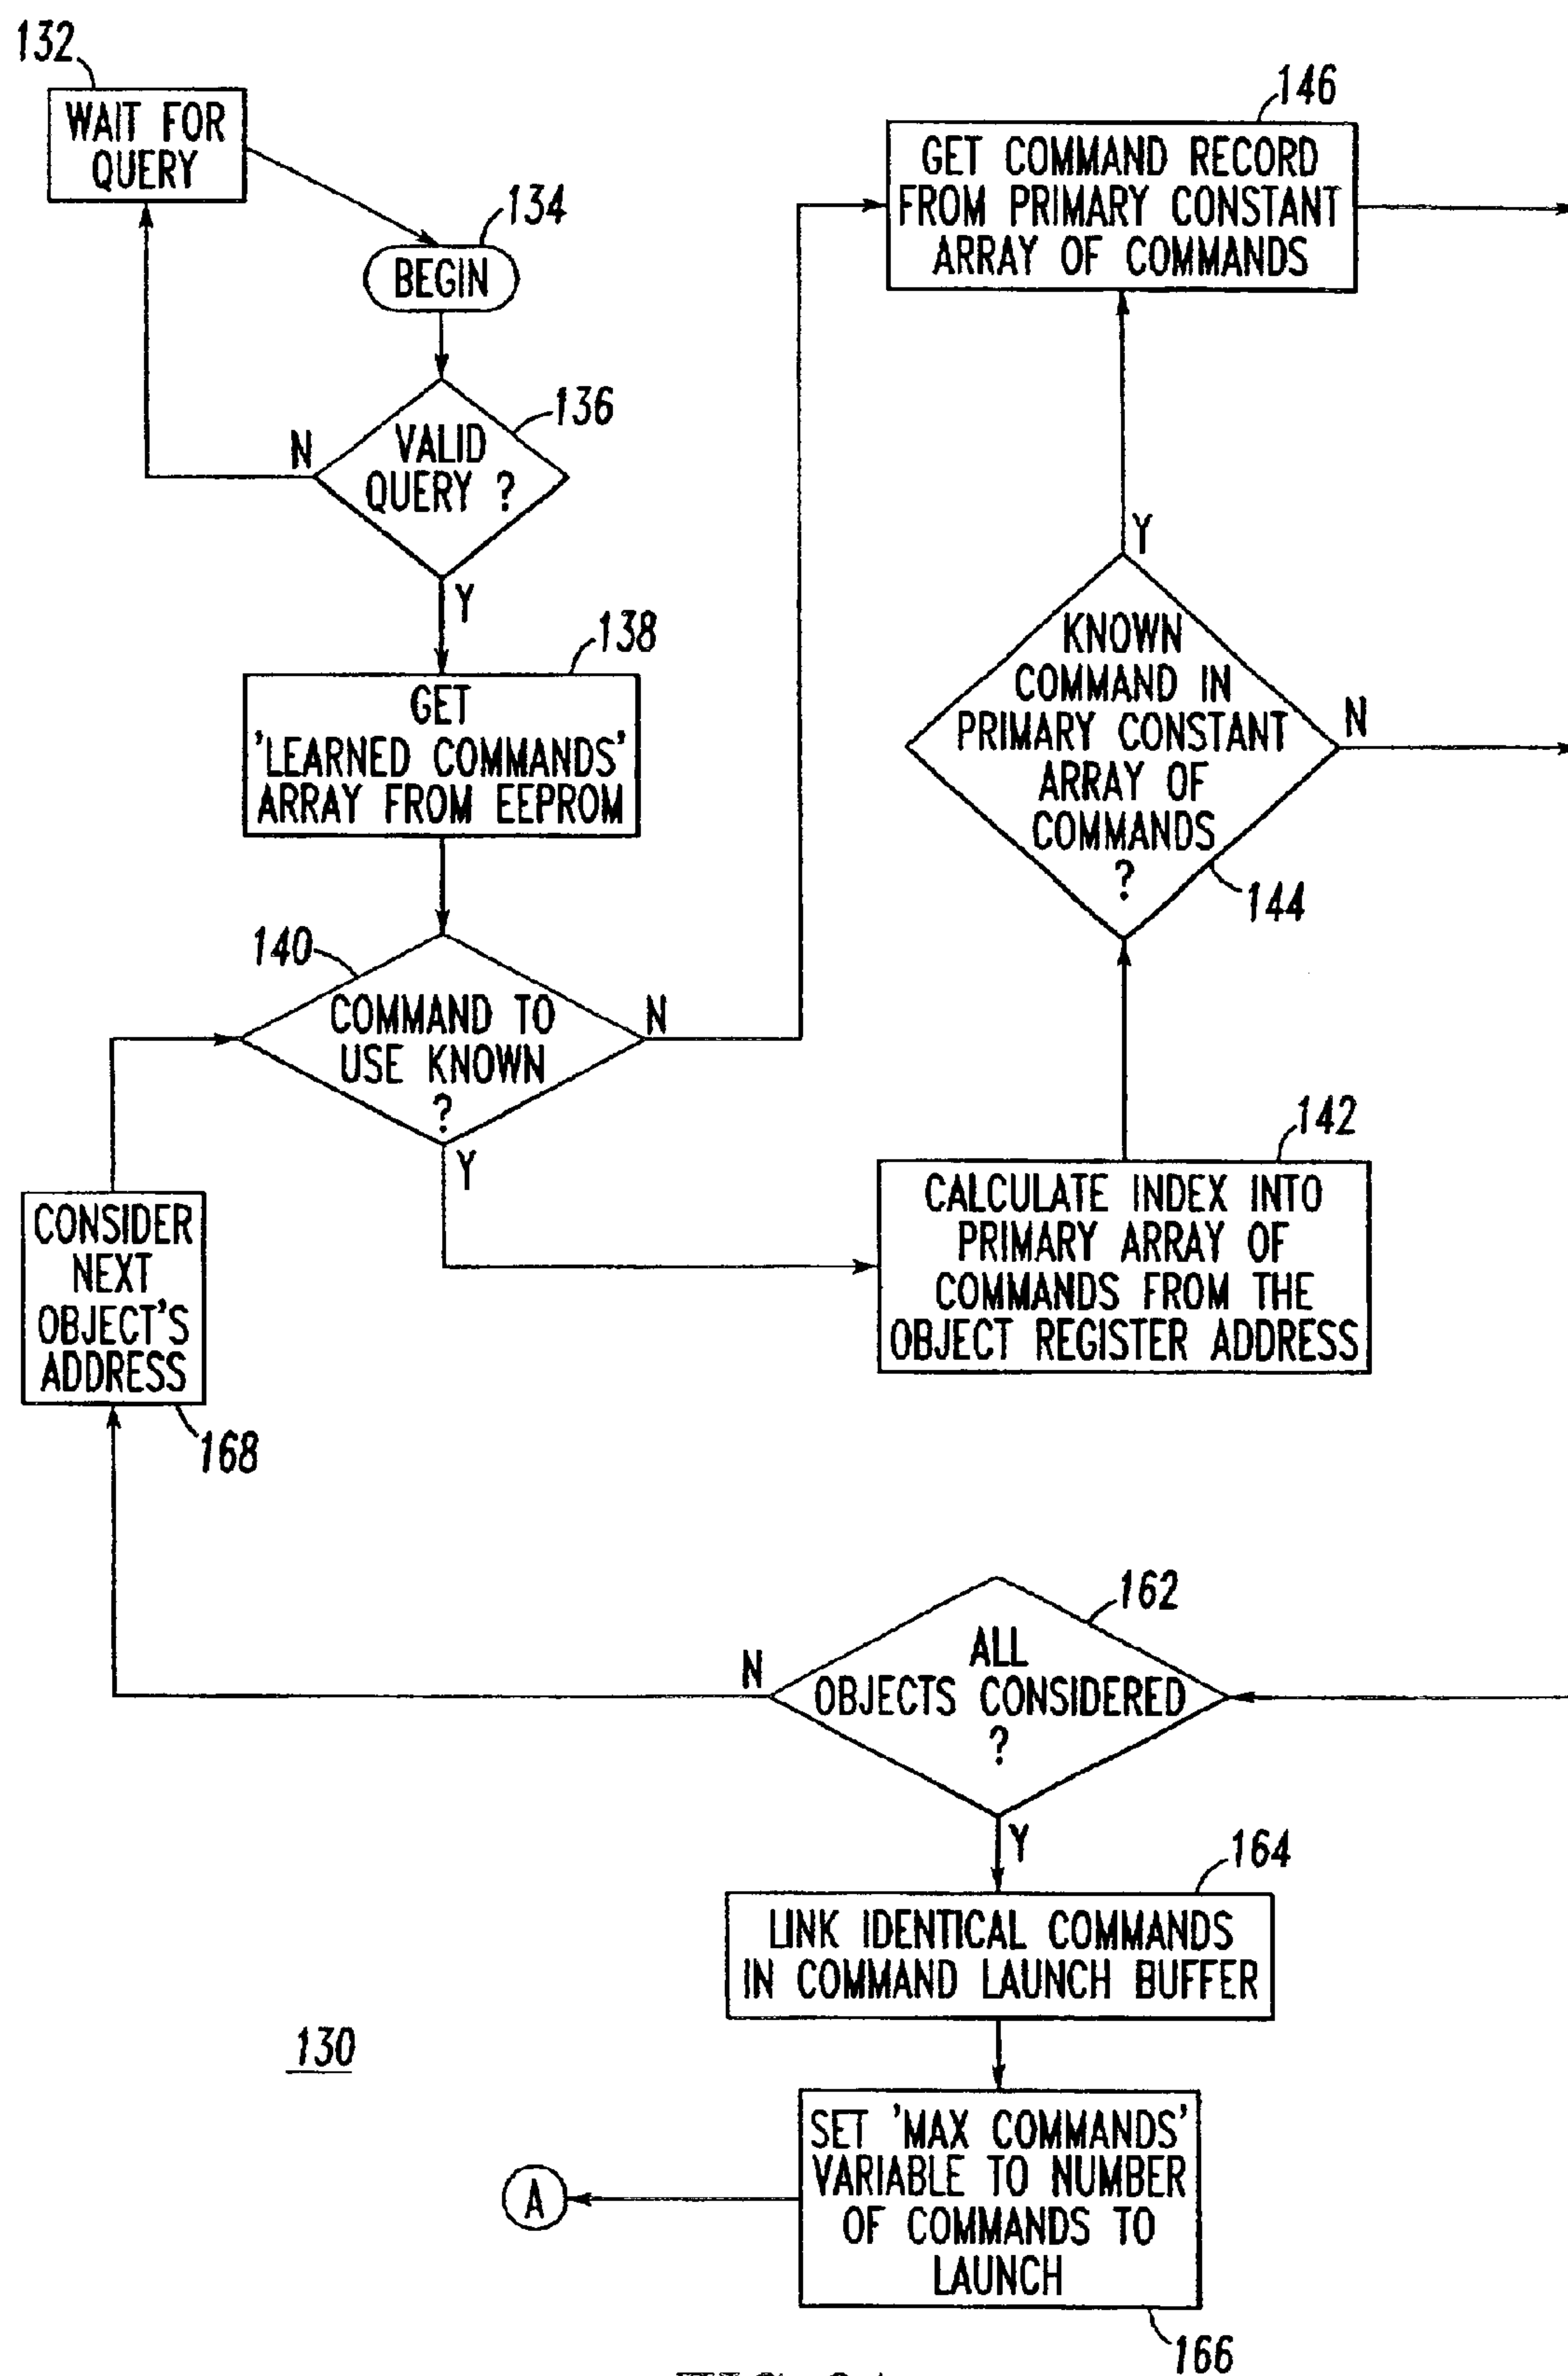 132
WAIT FOR
QUERY
134
BEGIN
136
VALID
QUERY ?
N
Y
138
GET
'LEARNED COMMANDS'
ARRAY FROM EEPROM
140
COMMAND TO
USE KNOWN
?
N
Y
146
GET COMMAND RECORD
FROM PRIMARY CONSTANT
ARRAY OF COMMANDS
Y
KNOWN
COMMAND IN
PRIMARY CONSTANT
ARRAY OF
COMMANDS
?
N
144
142
CALCULATE INDEX INTO
PRIMARY ARRAY OF
COMMANDS FROM THE
OBJECT REGISTER ADDRESS
CONSIDER
NEXT
OBJECT'S
ADDRESS
168
162
ALL
OBJECTS CONSIDERED
?
N
Y
164
LINK IDENTICAL COMMANDS
IN COMMAND LAUNCH BUFFER
130
SET 'MAX COMMANDS'
VARIABLE TO NUMBER
OF COMMANDS TO
LAUNCH
A
166